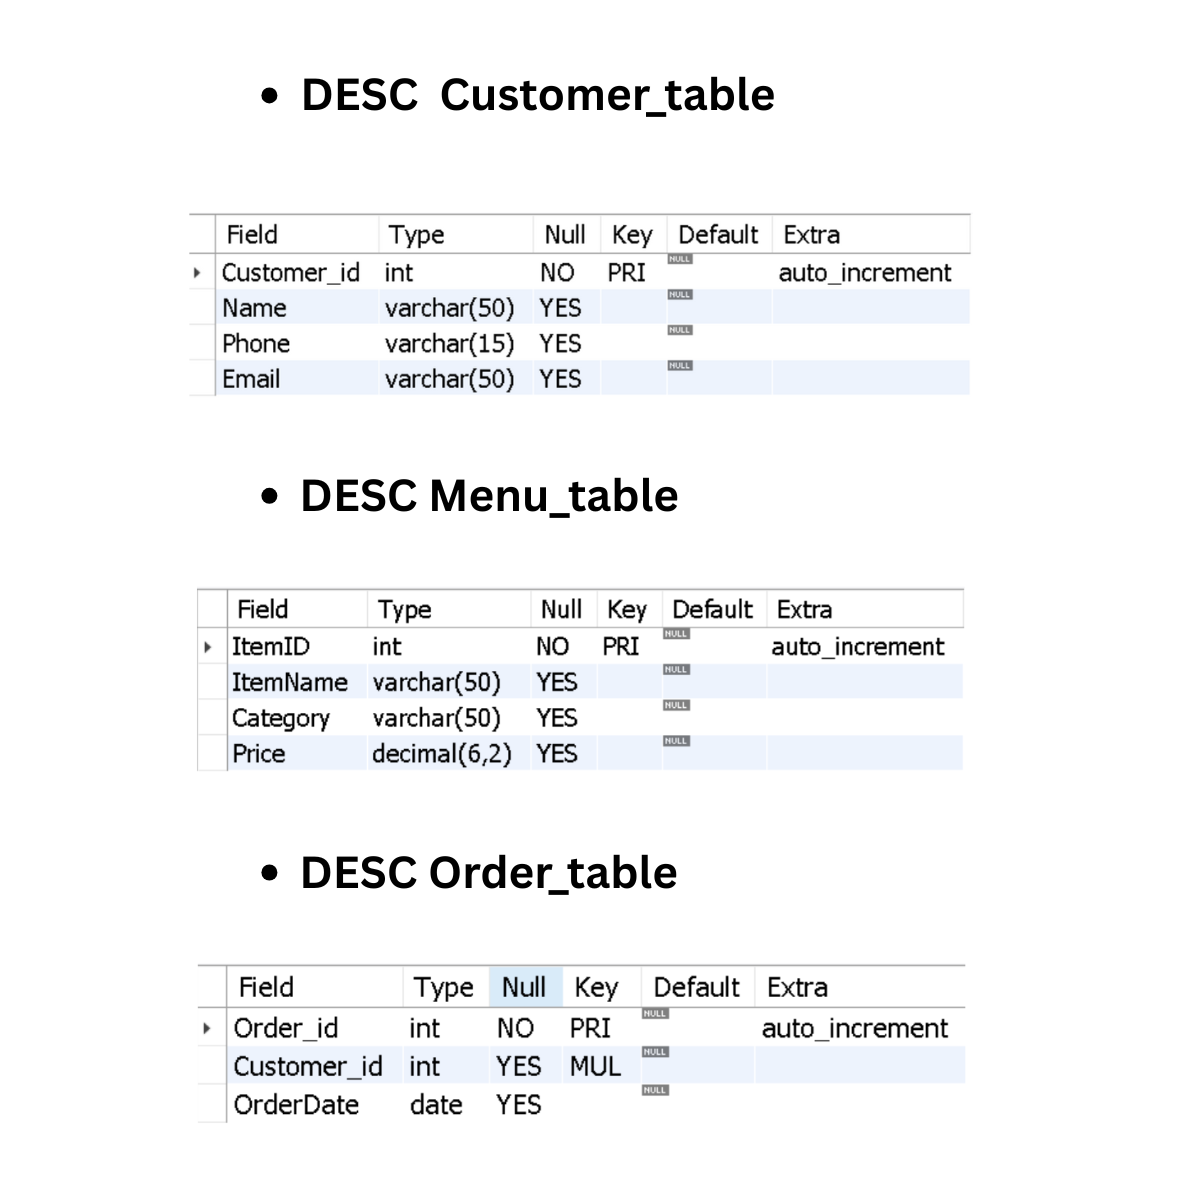 • DESC Customer_table
Field Type Null Key Default Extra
Customer_id int NO PRI NULL auto_increment
Name varchar(50) YES NULL
Phone varchar(15) YES NULL
Email varchar(50) YES NULL
• DESC Menu_table
Field Type Null Key Default Extra
ItemID int NO PRI NULL auto_increment
ItemName varchar(50) YES NULL
Category varchar(50) YES NULL
Price decimal(6,2) YES NULL
• DESC Order_table
Field Type Null Key Default Extra
Order_id int NO PRI NULL auto_increment
Customer_id int YES MUL NULL
OrderDate date YES NULL